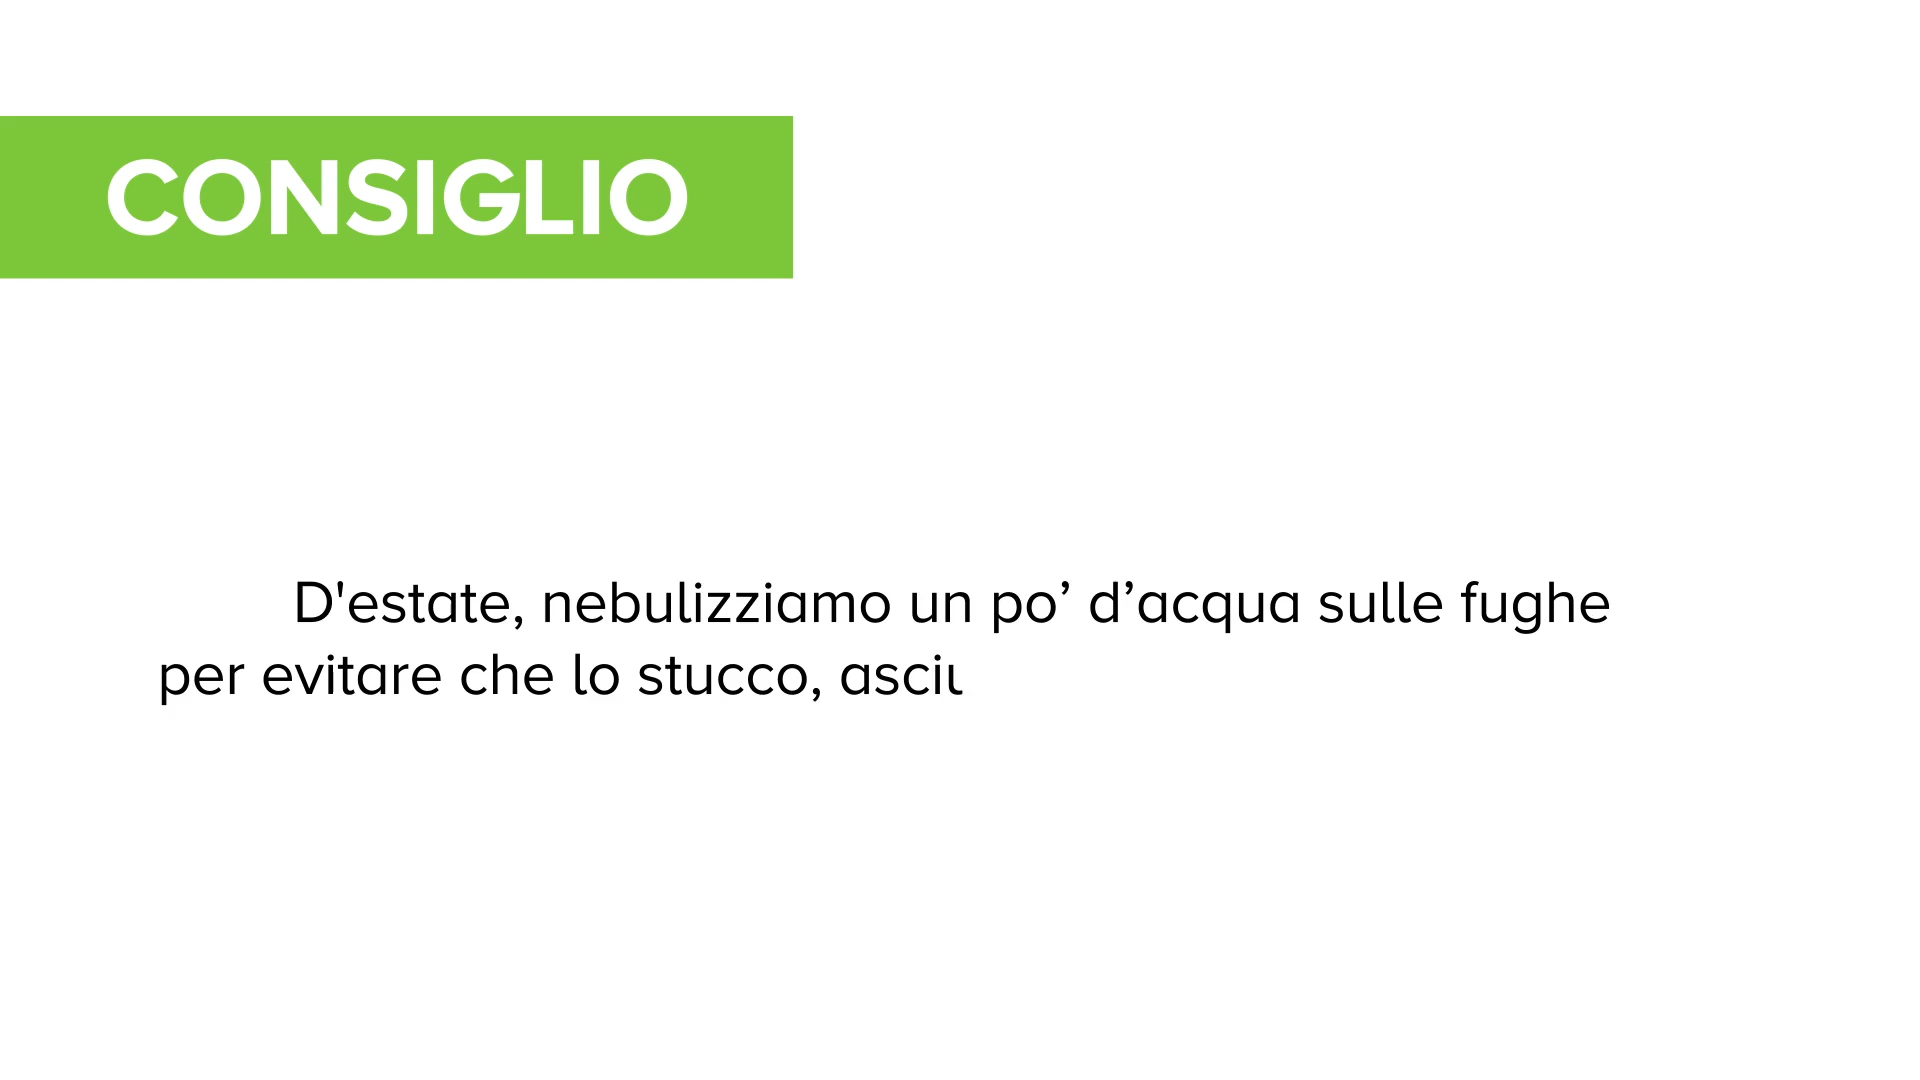 CONSIGLIO
D'estate, nebulizziamo un po’ d’acqua sulle fughe
per evitare che lo stucco,